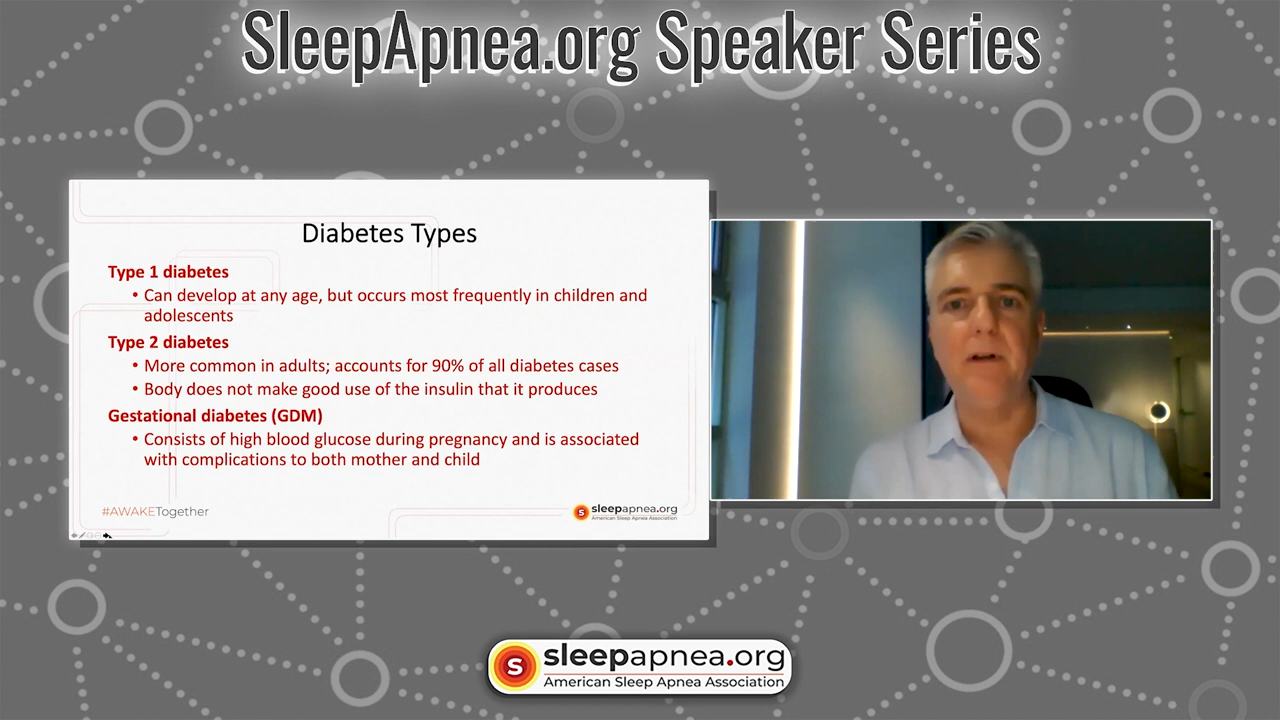 SleepApnea.org Speaker Series
Diabetes Types
Type 1 diabetes
• Can develop at any age, but occurs most frequently in children and
adolescents
Type 2 diabetes
• More common in adults; accounts for 90% of all diabetes cases
• Body does not make good use of the insulin that it produces
Gestational diabetes (GDM)
• Consists of high blood glucose during pregnancy and is associated
with complications to both mother and child
#AWAKETogether
S
sleepapnea.org
American Sleep Apnea Association
S
sleepapnea.org
American Sleep Apnea Association